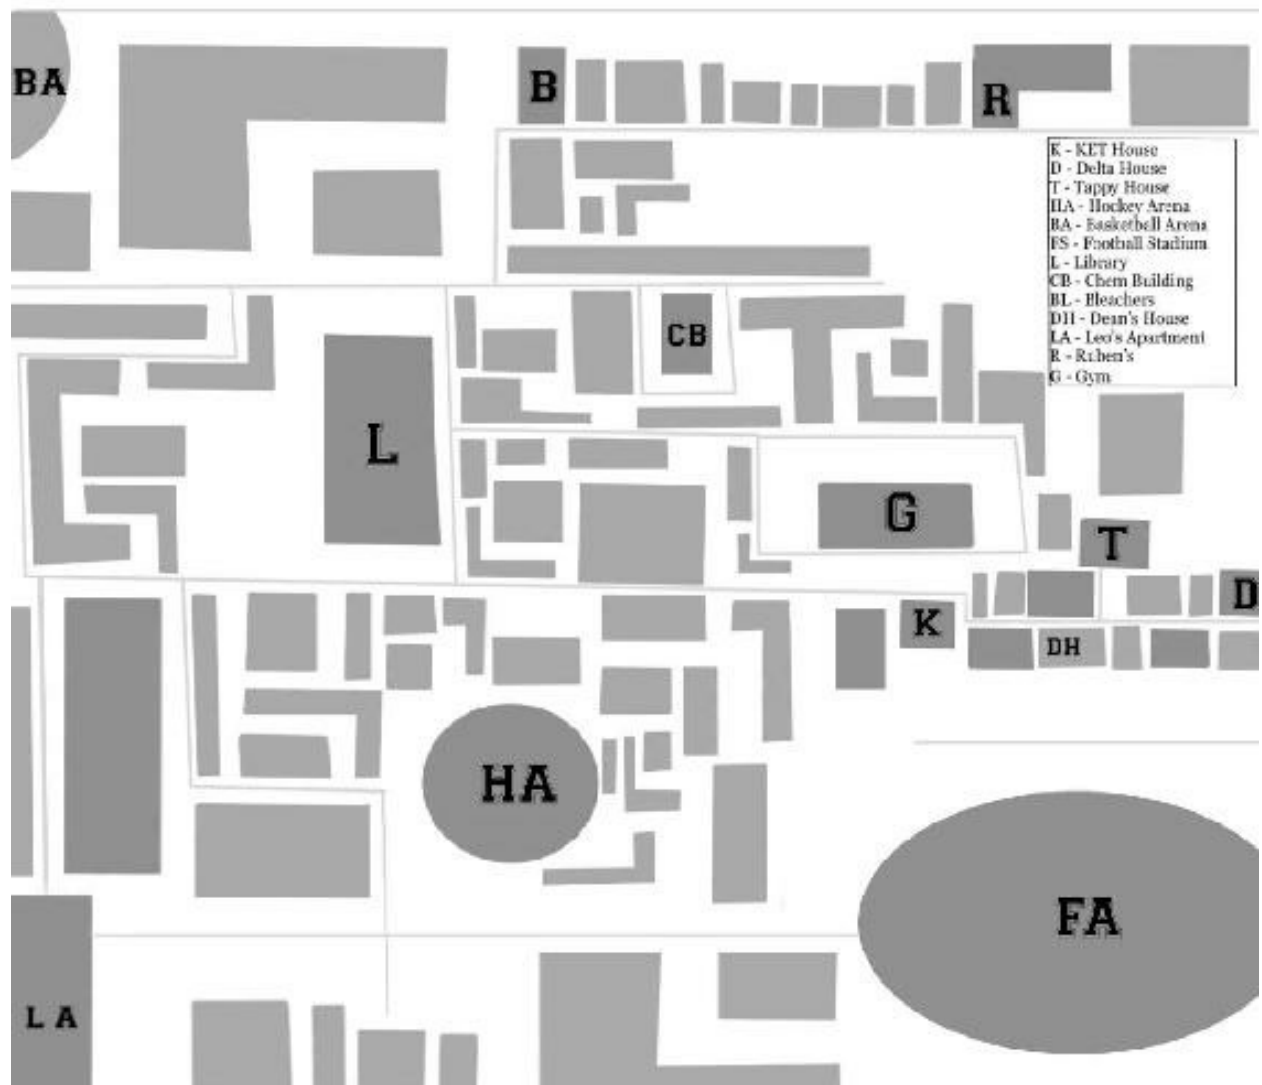 BA
B
R
K - KET House
D - Delta House
T - Tappy House
HA - Hockey Arena
BA - Basketball Arena
FS - Football Stadium
L - Library
CB - Chem Building
BL - Bleachers
DH - Dean's House
LA - Leo's Apartment
R - Ruben's
G - Gym
CB
L
G
T
D
K
DH
HA
FA
LA